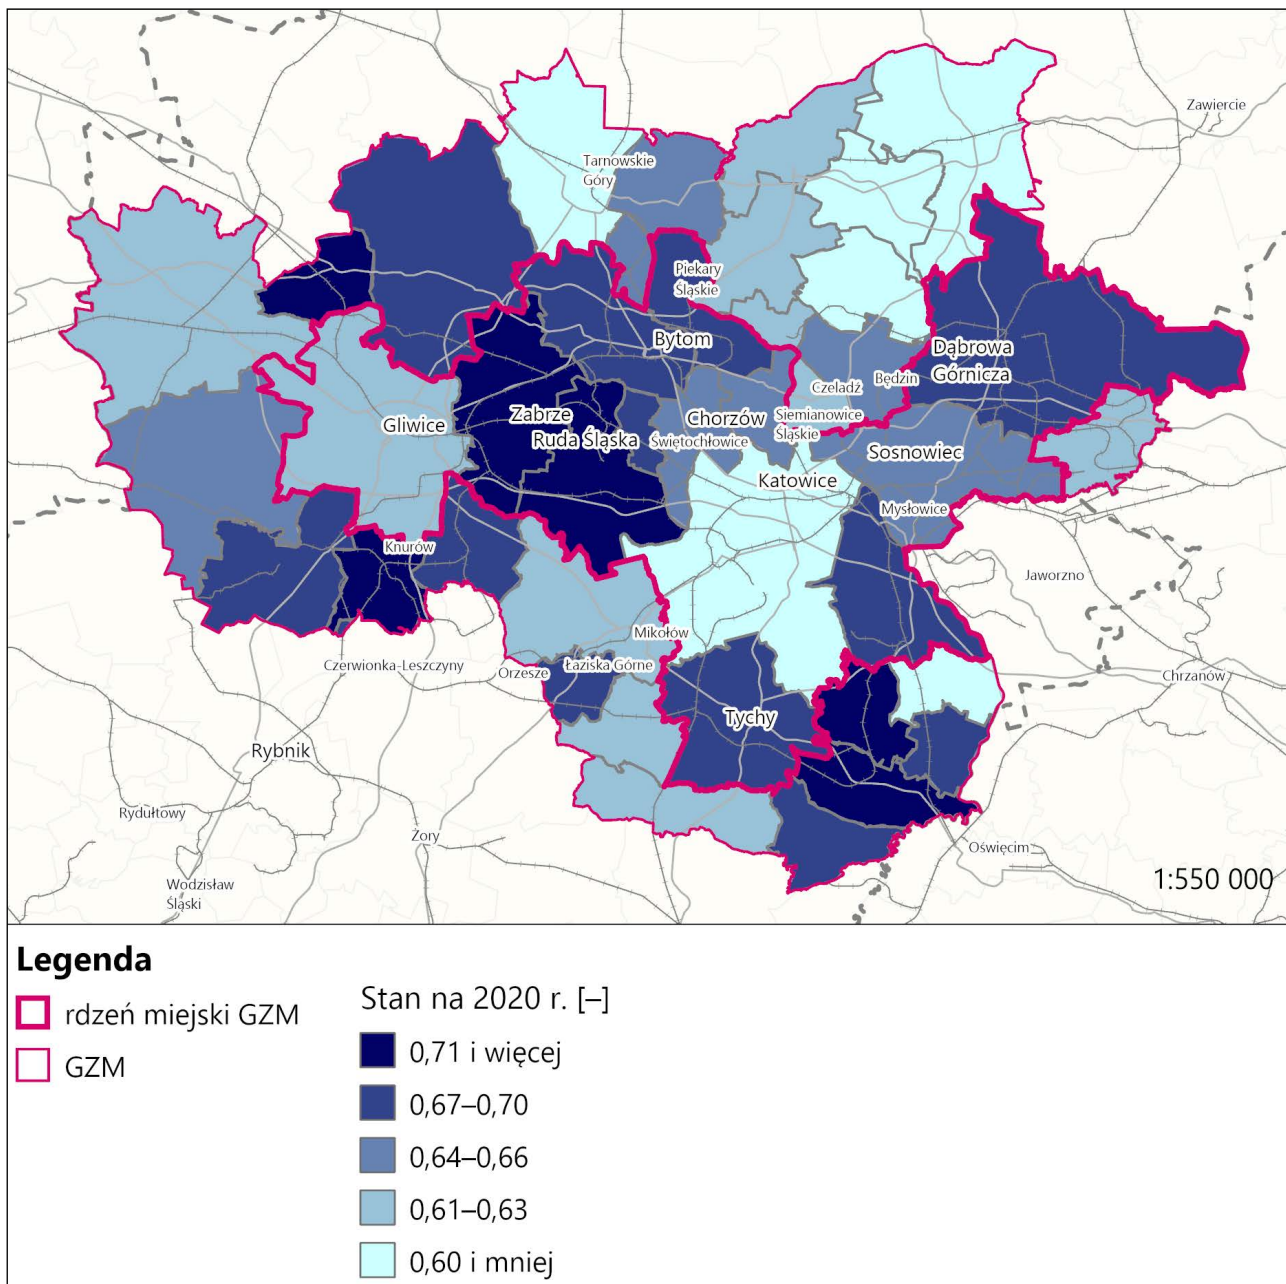 Zawiercie
Tarnowskie
Góry
Piekary
Śląskie
Bytom
Dąbrowa
Górnicza
Będzin
Czeladź
Zabrze
Chorzów
Siemianowice
Śląskie
Gliwice
Ruda Śląska
Świętochłowice
Sosnowiec
Katowice
Mysłowice
Knurów
Jaworzno
Mikołów
Czerwionka-Leszczyny
Orzesze
Łaziska Górne
Chrzanów
Tychy
Rybnik
Rydułtowy
Żory
Oświęcim
Wodzisław
Śląski
1:550 000
Legenda
rdzeń miejski GZM
GZM
Stan na 2020 r. [–]
0,71 i więcej
0,67–0,70
0,64–0,66
0,61–0,63
0,60 i mniej